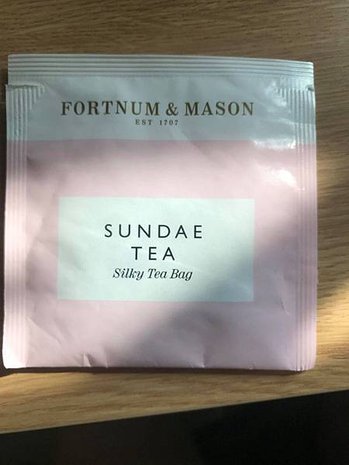 FORTNUM & MASON
EST 1707
SUNDAE
TEA
Silky Tea Bag